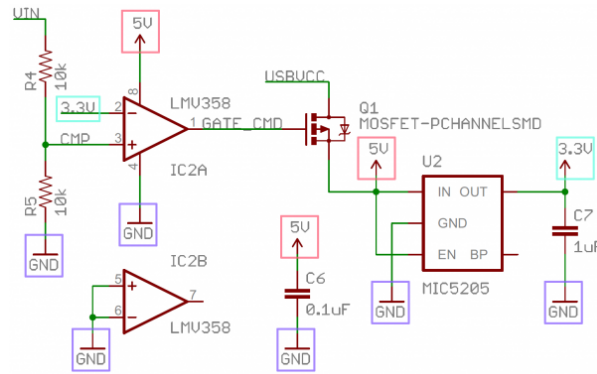 VIN
5V
R4
10k
3.3V
2
8
LMV358
1
GATE_CMD
CMP
3
4
IC2A
R5
10k
GND
GND
USBVCC
Q1
MOSFET-PCHANNELSMD
5V
U2
3.3V
IN OUT
GND
EN BP
MIC5205
C7
1uF
GND
GND
IC2B
5
7
6
LMV358
GND
5V
C6
0.1uF
GND